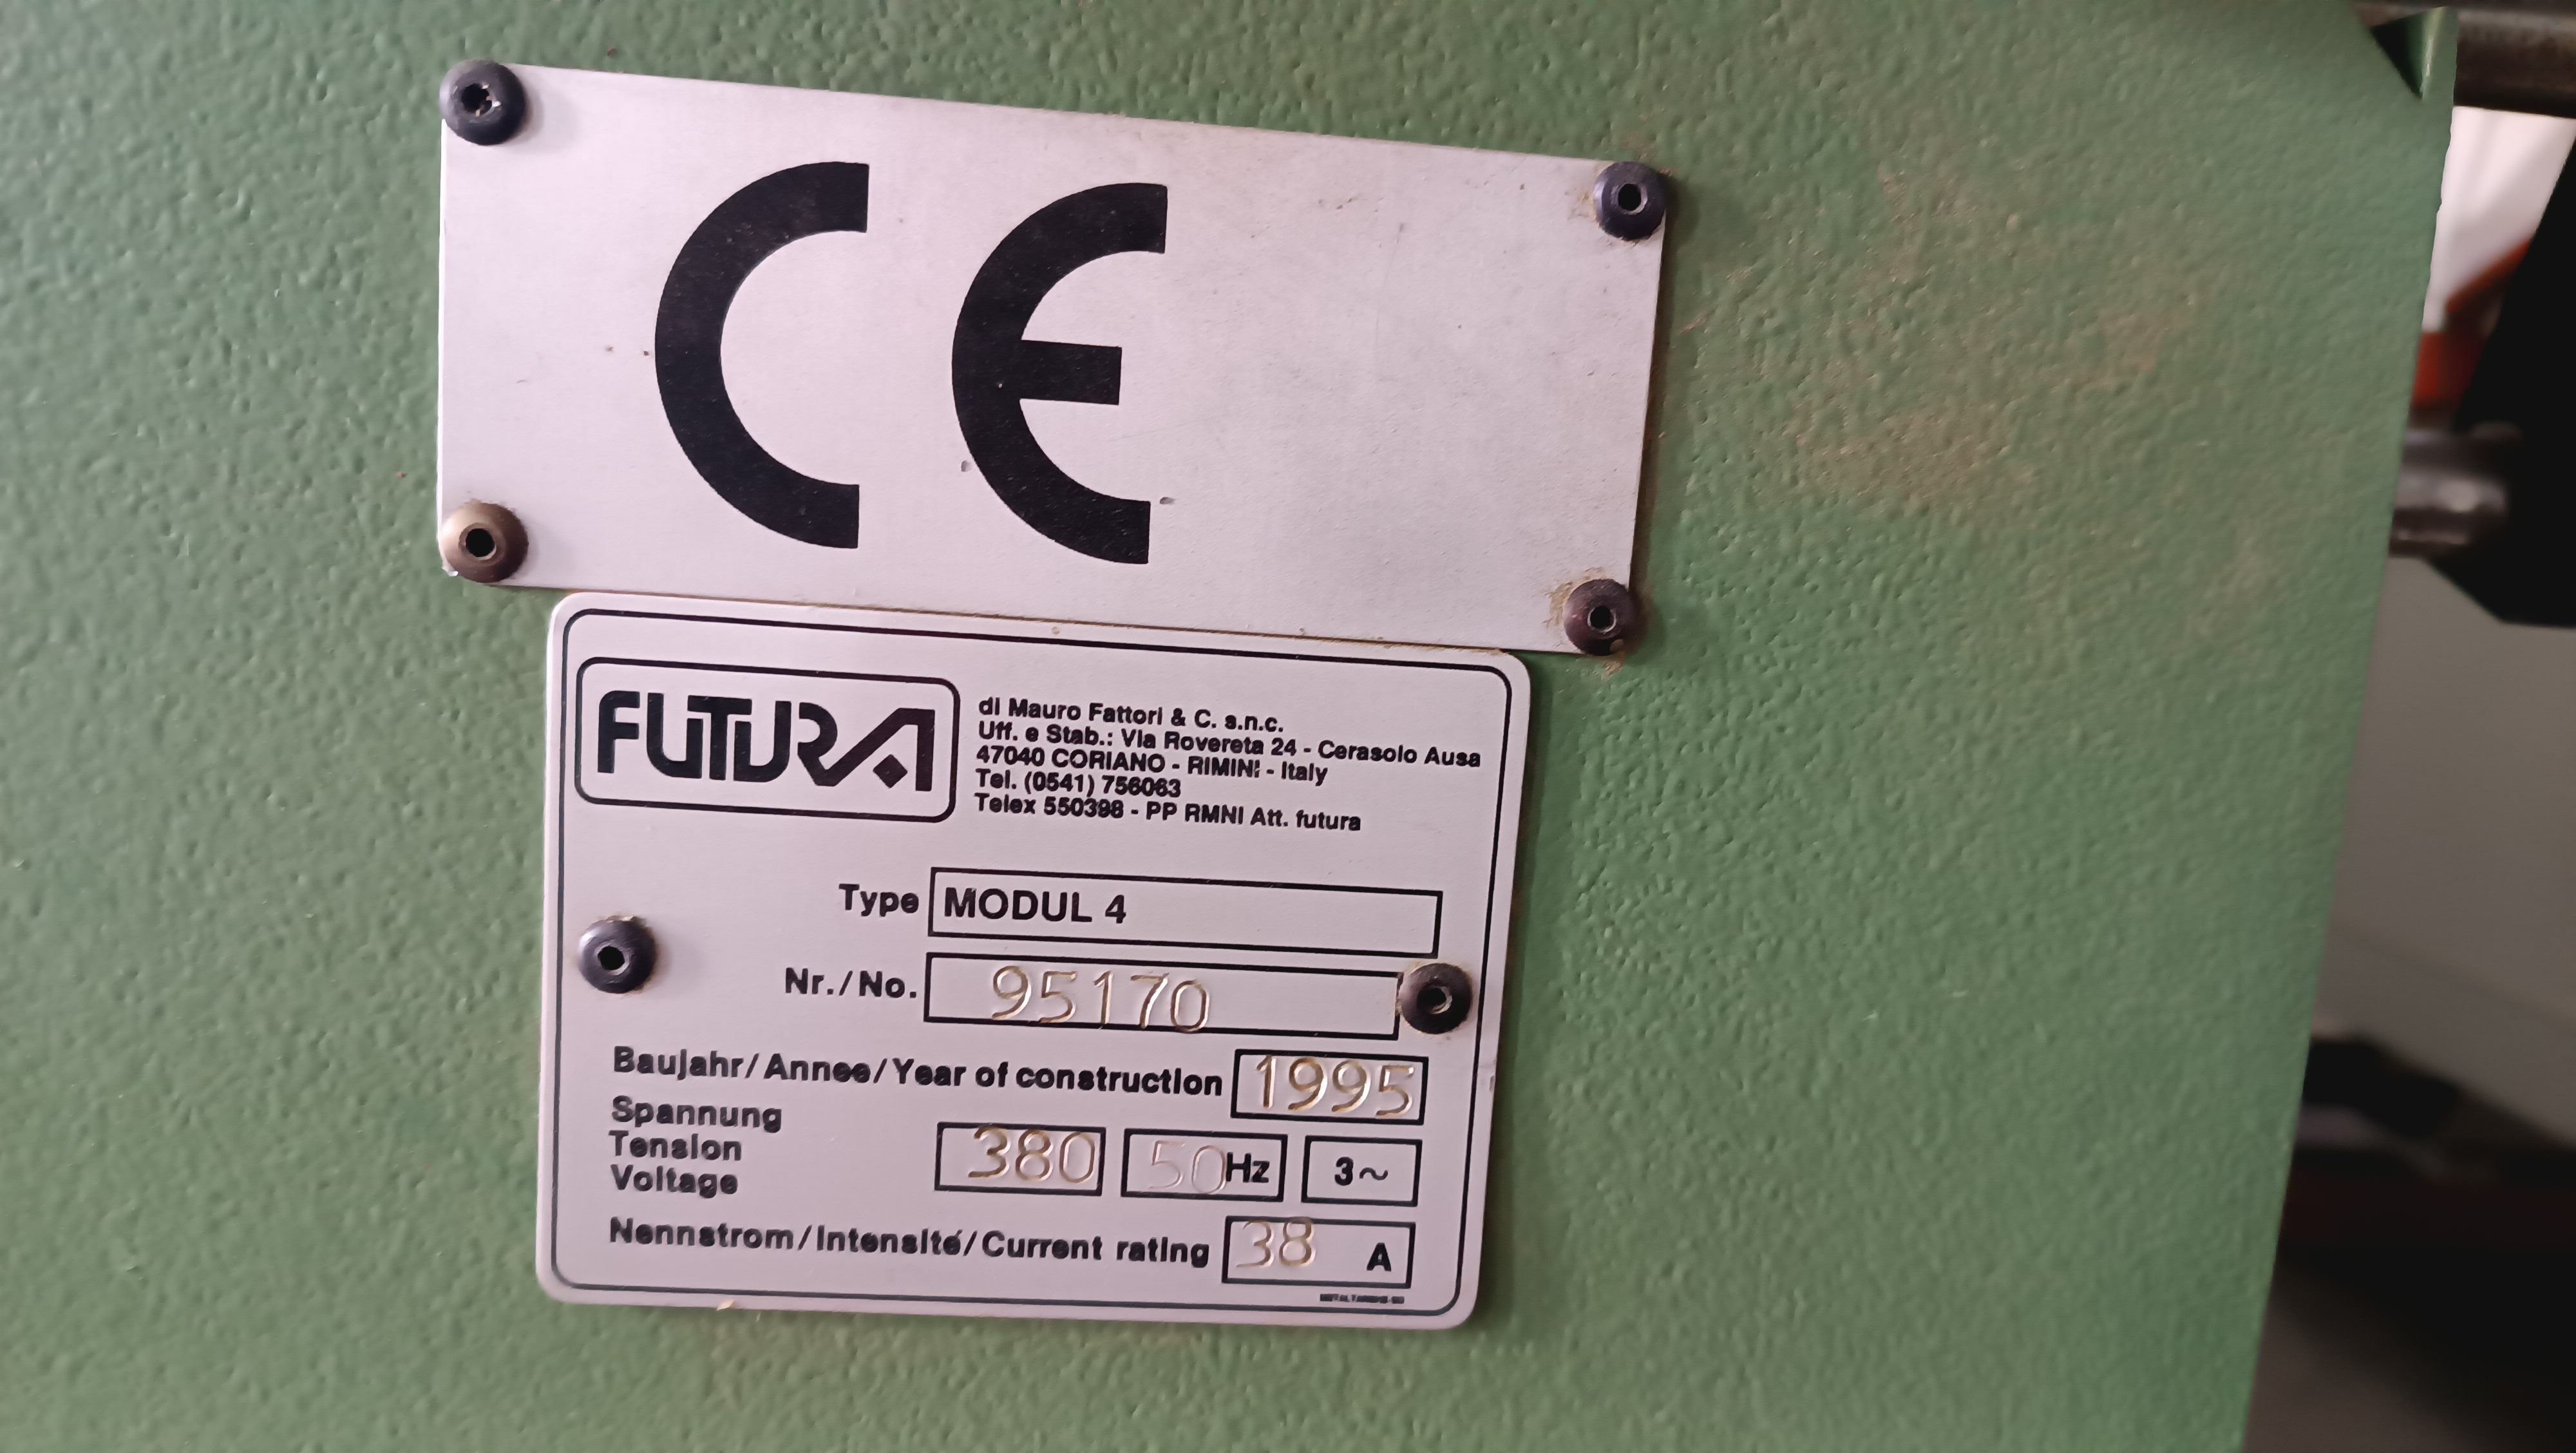 CE
FUTURA
di Mauro Fattori & C. s.n.c.
Uff. e Stab.: Via Rovereta 24 - Cerasolo Ausa
47040 CORIANO - RIMINI - Italy
Tel. (0541) 756063
Telex 550398 - PP RMNI Att. futura
Type MODUL 4
Nr./No. 95170
Baujahr/Annee/Year of construction 1995
Spannung
Tension
Voltage 380 50 Hz 3~
Nennstrom/Intensité/Current rating 38 A